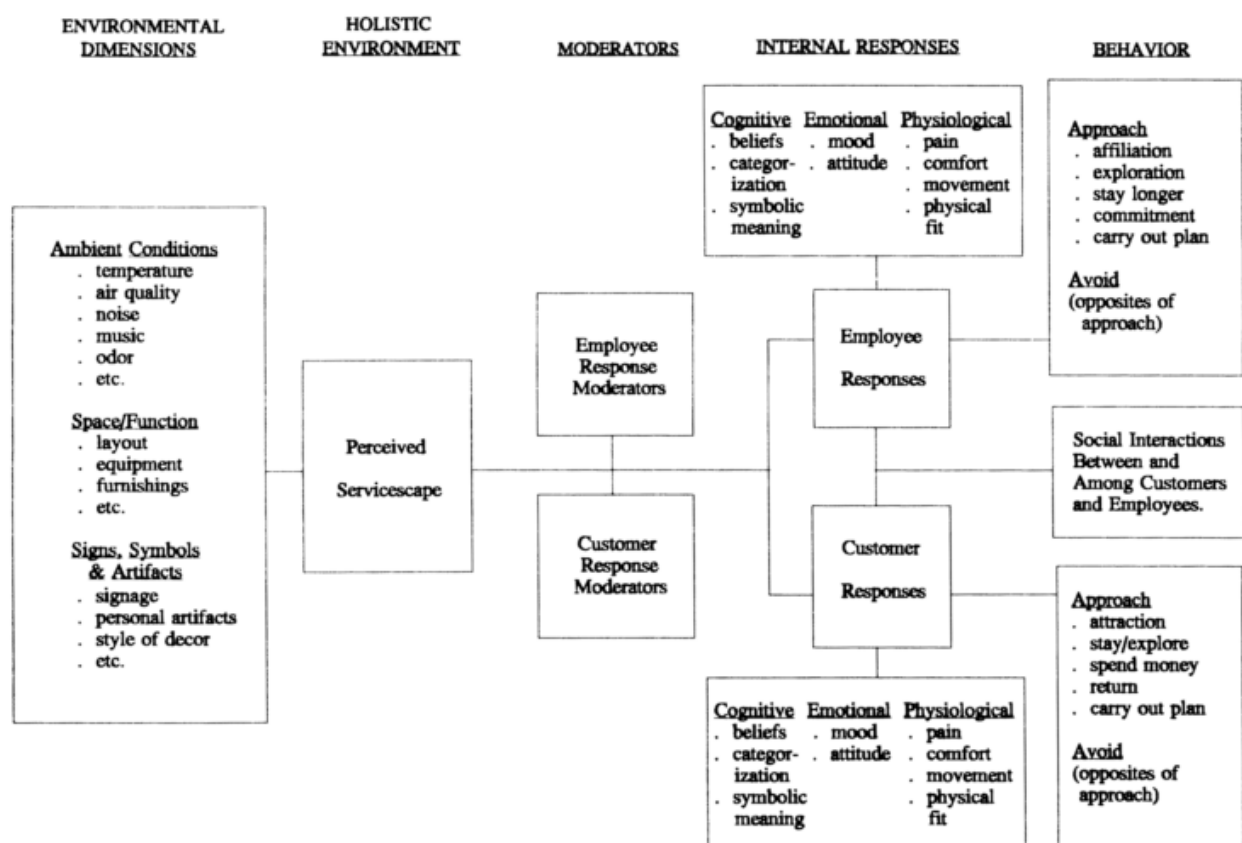 ENVIRONMENTAL
DIMENSIONS
HOLISTIC
ENVIRONMENT
MODERATORS
INTERNAL RESPONSES
BEHAVIOR
Ambient Conditions
. temperature
. air quality
. noise
. music
. odor
. etc.
Space/Function
. layout
. equipment
. furnishings
. etc.
Signs, Symbols
& Artifacts
. signage
. personal artifacts
. style of decor
. etc.
Perceived
Servicescape
Employee
Response
Moderators
Customer
Response
Moderators
Cognitive Emotional Physiological
. beliefs . mood . pain
. categor- . attitude . comfort
ization . movement
. symbolic . physical
meaning fit
Employee
Responses
Customer
Responses
Cognitive Emotional Physiological
. beliefs . mood . pain
. categor- . attitude . comfort
ization . movement
. symbolic . physical
meaning fit
Approach
. affiliation
. exploration
. stay longer
. commitment
. carry out plan
Avoid
(opposites of
approach)
Social Interactions
Between and
Among Customers
and Employees.
Approach
. attraction
. stay/explore
. spend money
. return
. carry out plan
Avoid
(opposites of
approach)